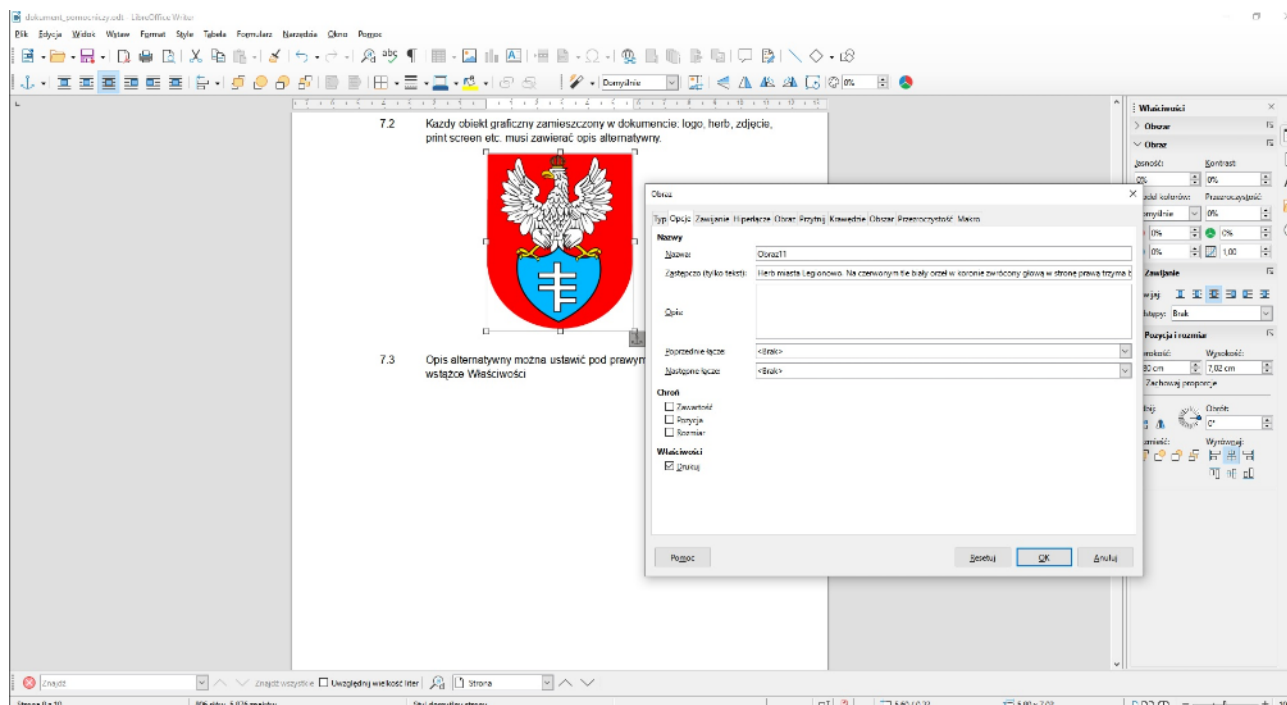 dokument_pomocniczy.odt - LibreOffice Writer
Plik Edycja Widok Wstaw Format Style Tabela Formularz Narzędzia Okno Pomoc
Domyślnie
0%
7.2 Każdy obiekt graficzny zamieszczony w dokumencie: logo, herb, zdjęcie,
print screen etc. musi zawierać opis alternatywny.
7.3 Opis alternatywny można ustawić pod prawym
wstążce Właściwości
Obraz
Typ Opcje Zawijanie Hiperłącze Obraz Przytnij Krawędzie Obszar Przezroczystość Makro
Nazwy
Nazwa: Obraz11
Zastępczo (tylko tekst): Herb miasta Legionowo. Na czerwonym tle biały orzeł w koronie zwrócony głową w stronę prawą trzyma b
Opis:
Poprzednie łącze: <Brak>
Następne łącze: <Brak>
Chroń
Zawartość
Pozycja
Rozmiar
Właściwości
Drukuj
Pomoc Resetuj OK Anuluj
Właściwości
Obszar
Obraz
Jasność: Kontrast:
0% 0%
kolorów: Przezroczystość:
0%
0% 0%
0% 1,00
Zawijanie
Brak
Pozycja i rozmiar
Wysokość:
7,02 cm
Zachowaj proporcje
Obrót:
0°
Wyrównaj:
Znajdź Znajdź wszystkie Uwzględnij wielkość liter Strona